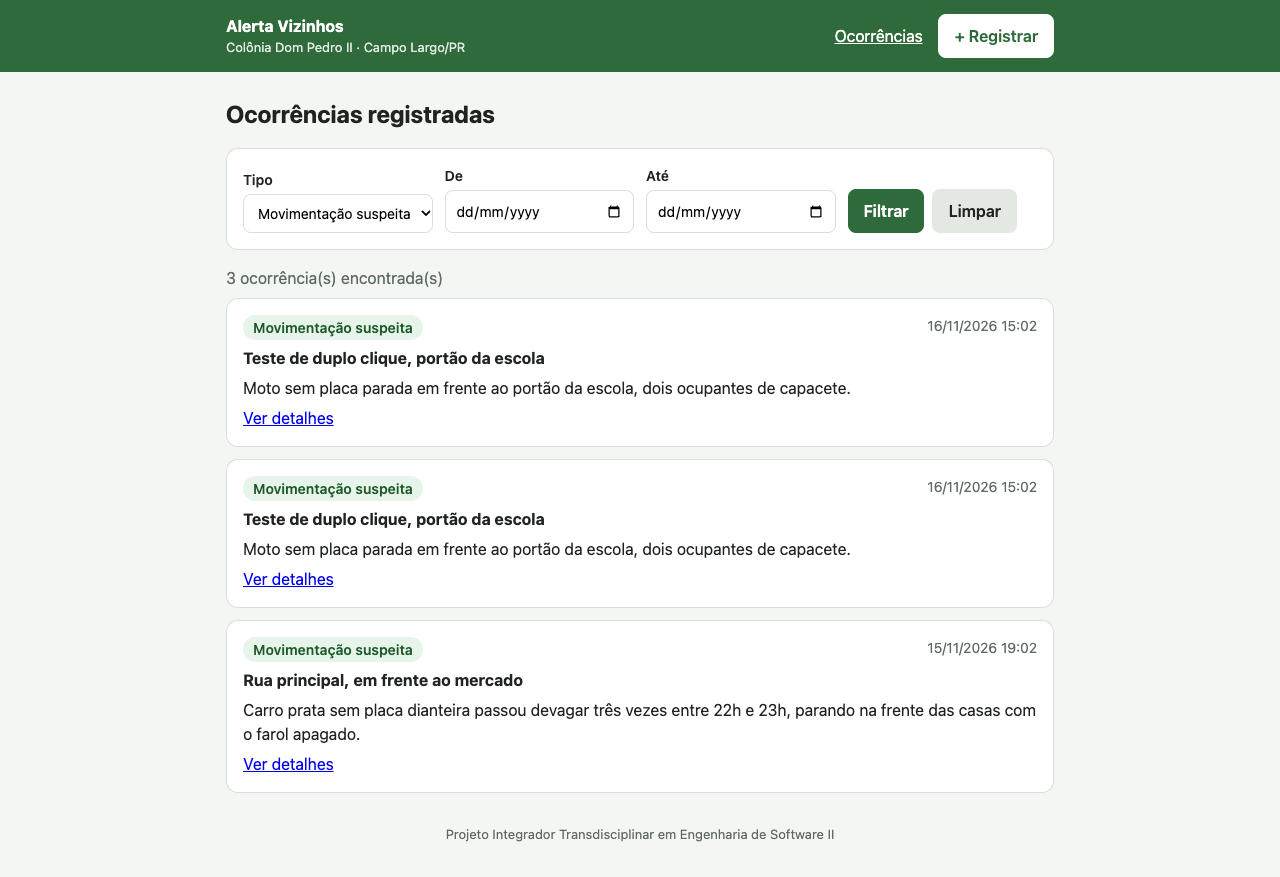 Alerta Vizinhos
Colônia Dom Pedro II · Campo Largo/PR
Ocorrências
+ Registrar
Ocorrências registradas
Tipo
De
Até
Movimentação suspeita
dd/mm/yyyy
dd/mm/yyyy
Filtrar
Limpar
3 ocorrência(s) encontrada(s)
Movimentação suspeita
16/11/2026 15:02
Teste de duplo clique, portão da escola
Moto sem placa parada em frente ao portão da escola, dois ocupantes de capacete.
Ver detalhes
Movimentação suspeita
16/11/2026 15:02
Teste de duplo clique, portão da escola
Moto sem placa parada em frente ao portão da escola, dois ocupantes de capacete.
Ver detalhes
Movimentação suspeita
15/11/2026 19:02
Rua principal, em frente ao mercado
Carro prata sem placa dianteira passou devagar três vezes entre 22h e 23h, parando na frente das casas com
o farol apagado.
Ver detalhes
Projeto Integrador Transdisciplinar em Engenharia de Software II